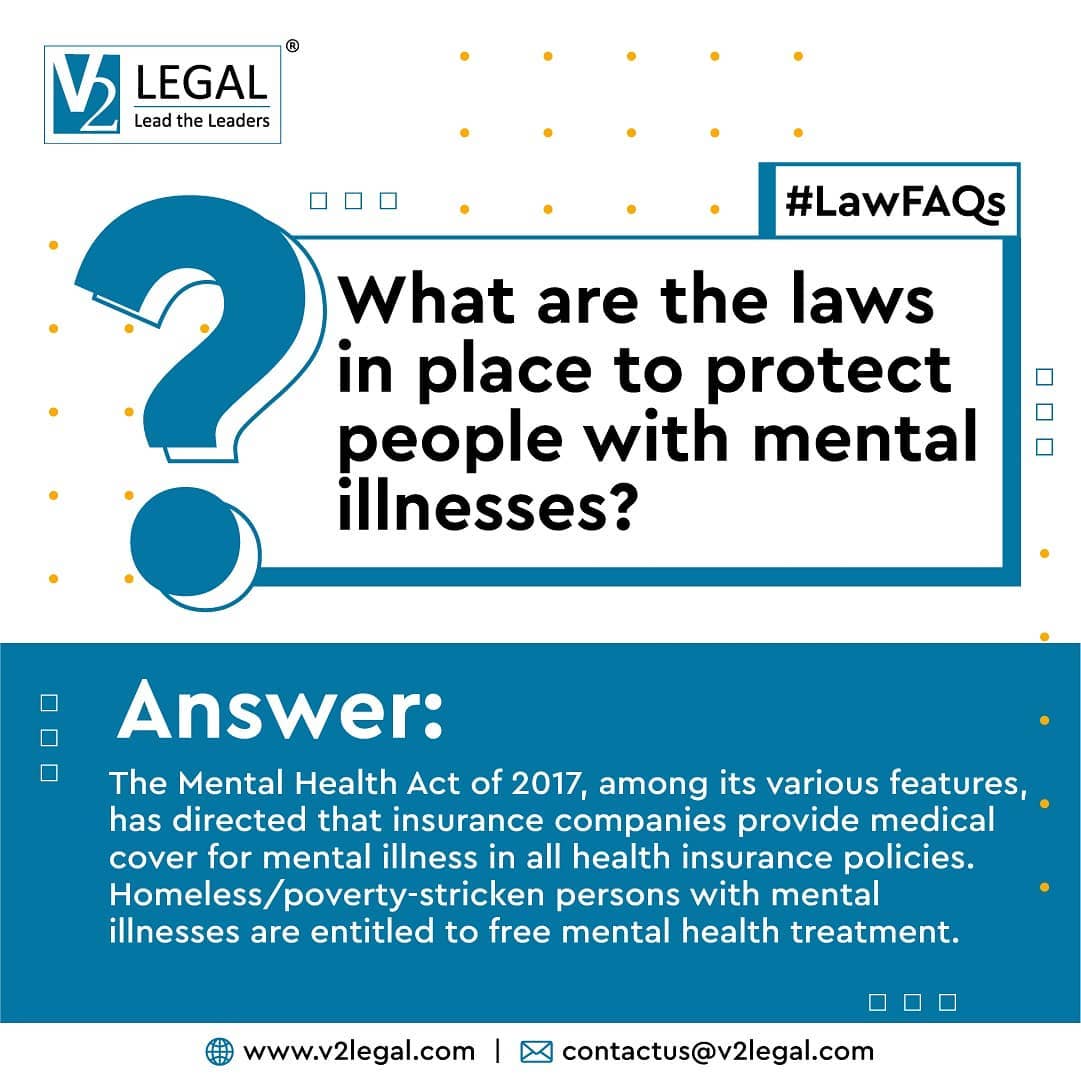 V2 LEGAL ®
Lead the Leaders
#LawFAQs
What are the laws
in place to protect
people with mental
illnesses?
Answer:
The Mental Health Act of 2017, among its various features,
has directed that insurance companies provide medical
cover for mental illness in all health insurance policies.
Homeless/poverty-stricken persons with mental
illnesses are entitled to free mental health treatment.
www.v2legal.com | contactus@v2legal.com